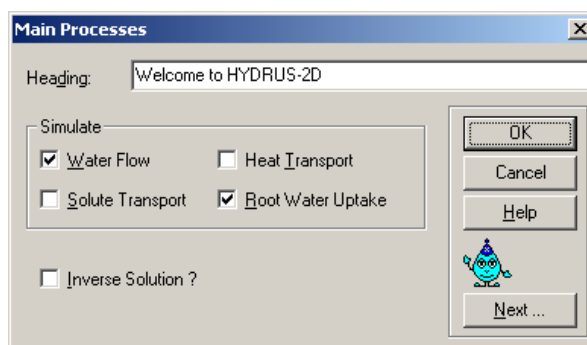 Main Processes
Heading: Welcome to HYDRUS-2D
Simulate
Water Flow Heat Transport
Solute Transport Root Water Uptake
Inverse Solution ?
OK
Cancel
Help
Next ...